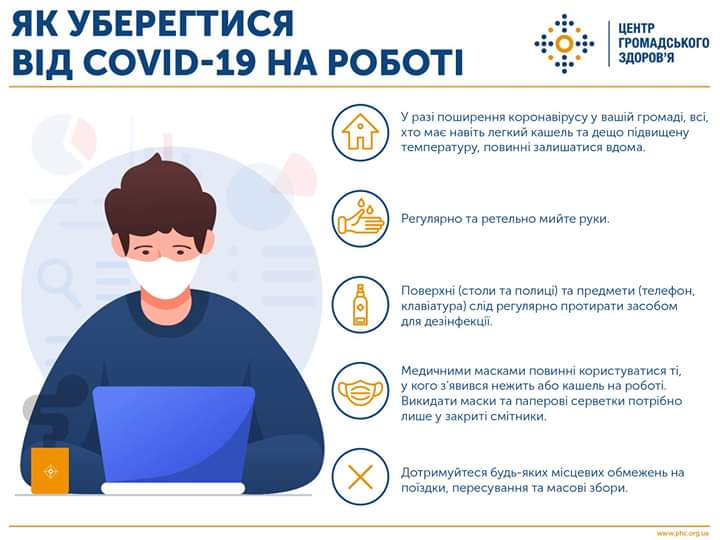 ЯК УБЕРЕГТИСЯ
ВІД COVID-19 НА РОБОТІ
ЦЕНТР
ГРОМАДСЬКОГО
ЗДОРОВ'Я
У разі поширення коронавірусу у вашій громаді, всі,
хто має навіть легкий кашель та дещо підвищену
температуру, повинні залишатися вдома.
Регулярно та ретельно мийте руки.
Поверхні (столи та полиці) та предмети (телефон,
клавіатура) слід регулярно протирати засобом
для дезінфекції.
Медичними масками повинні користуватися ті,
у кого з'явився нежить або кашель на роботі.
Викидати маски та паперові серветки потрібно
лише у закриті смітники.
Дотримуйтеся будь-яких місцевих обмежень на
поїздки, пересування та масові збори.
www.phc.org.ua